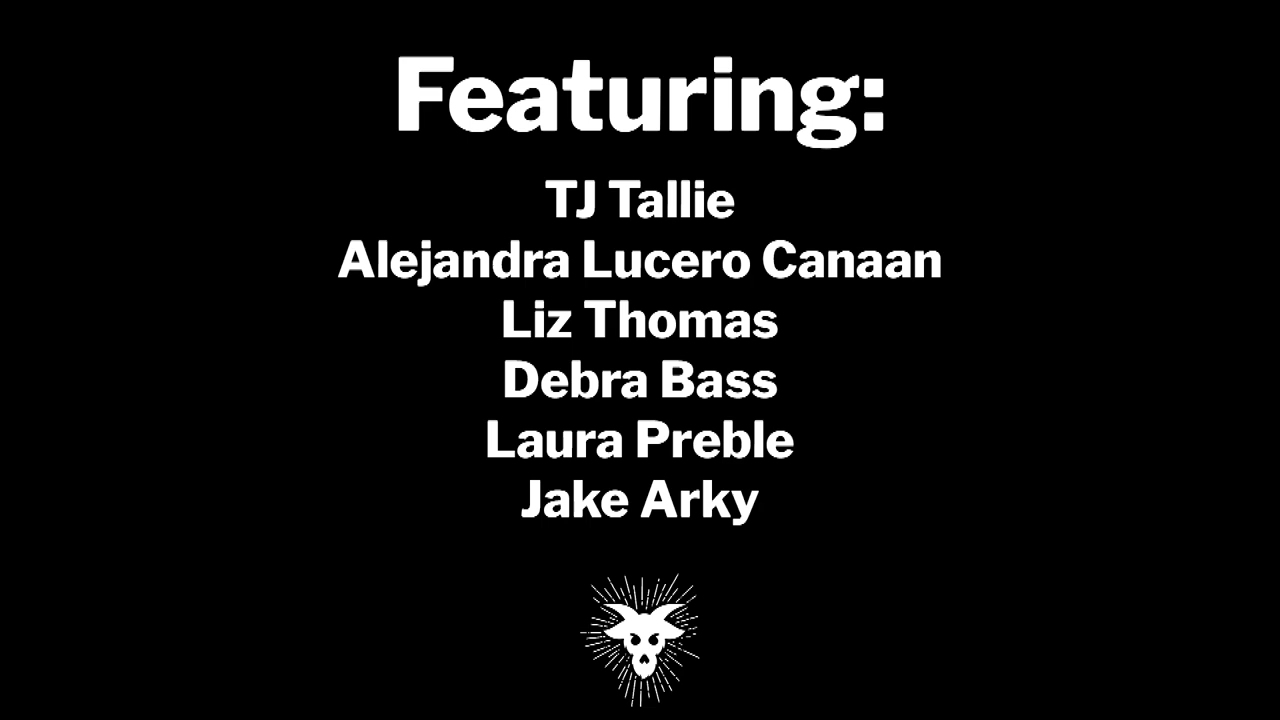 Featuring:
TJ Tallie
Alejandra Lucero Canaan
Liz Thomas
Debra Bass
Laura Preble
Jake Arky